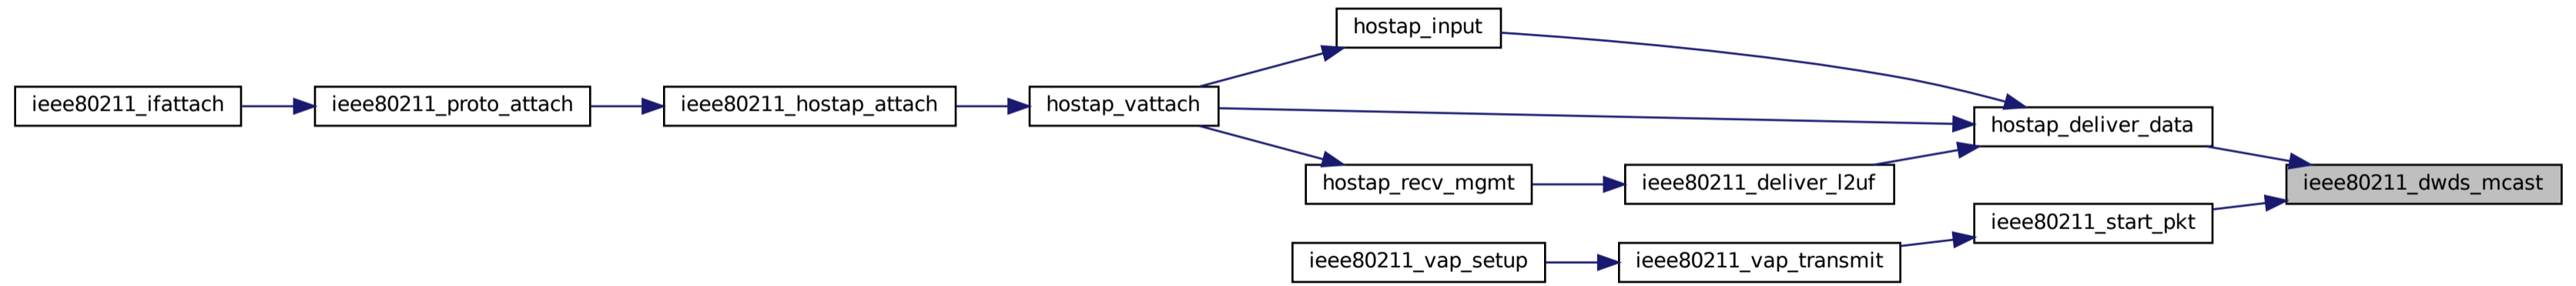 hostap_input
ieee80211_ifattach
ieee80211_proto_attach
ieee80211_hostap_attach
hostap_vattach
hostap_deliver_data
hostap_recv_mgmt
ieee80211_deliver_l2uf
ieee80211_dwds_mcast
ieee80211_start_pkt
ieee80211_vap_setup
ieee80211_vap_transmit